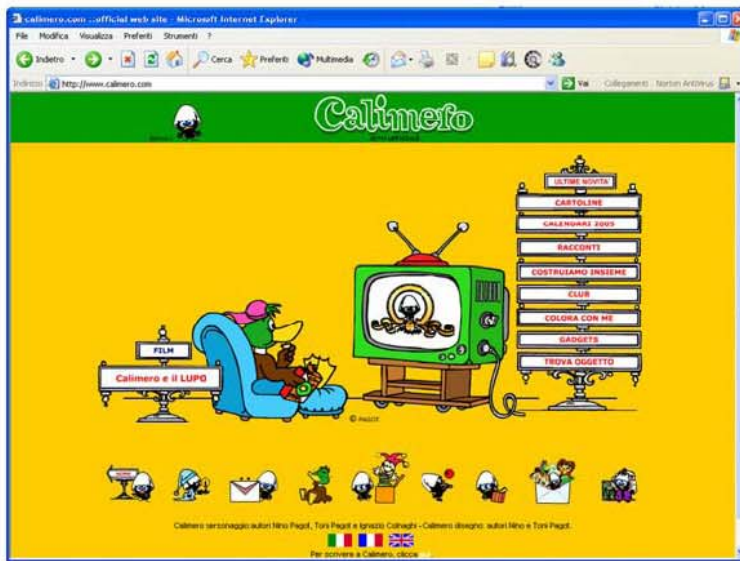 calimero.com ::official web site - Microsoft Internet Explorer
File Modifica Visualizza Preferiti Strumenti ?
Indietro Cerca Preferiti Multimedia
Indirizzo http://www.calimero.com Vai Collegamenti Norton AntiVirus
Calimero
ULTIME NOVITA'
CARTOLINE
CALENDARI 2005
RACCONTI
COSTRUIAMO INSIEME
CLUB
COLORA CON ME
GADGETS
TROVA OGGETTO
FILM
Calimero e il LUPO
© PAGOT
Calimero sersonaggio autori Nino Pagot, Toni Pagot e Ignazio Colnaghi - Calimero disegno: autori Nino e Toni Pagot.
Per scrivere a Calimero, clicca qui